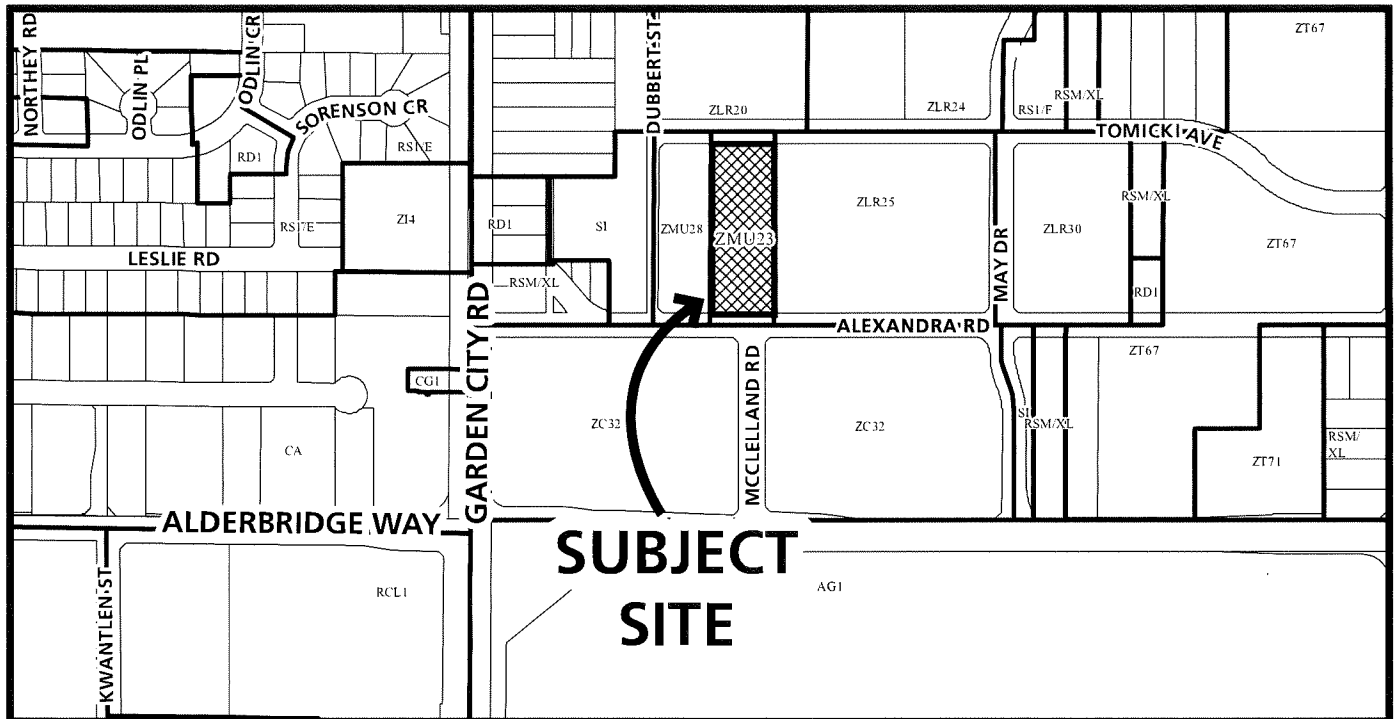 NORTHEY RD
ODLIN PL
ODLIN CR
SORENSON CR
RS1/E
RD1
RS1/E
ZI4
LESLIE RD
GARDEN CITY RD
RD1
RSM/XL
SI
DUBBERT ST
ZMU28
ZMU23
ZLR20
ZLR24
RS1/F
RSM/XL
ZT67
TOMICKI AVE
ZLR25
MAY DR
ZLR30
RSM/XL
RD1
ZT67
ALEXANDRA RD
CG1
CA
ZC32
MCCLELLAND RD
ZC32
SI
RSM/XL
ZT67
ZT71
RSM/
XL
ALDERBRIDGE WAY
KWANTLEN ST
RCL1
SUBJECT
SITE
AG1